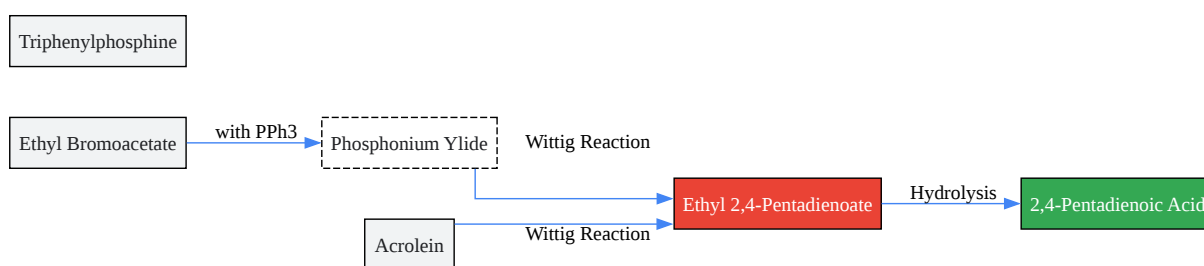 Triphenylphosphine
Ethyl Bromoacetate
with PPh3
Phosphonium Ylide
Wittig Reaction
Ethyl 2,4-Pentadienoate
Hydrolysis
2,4-Pentadienoic Acid
Acrolein
Wittig Reaction